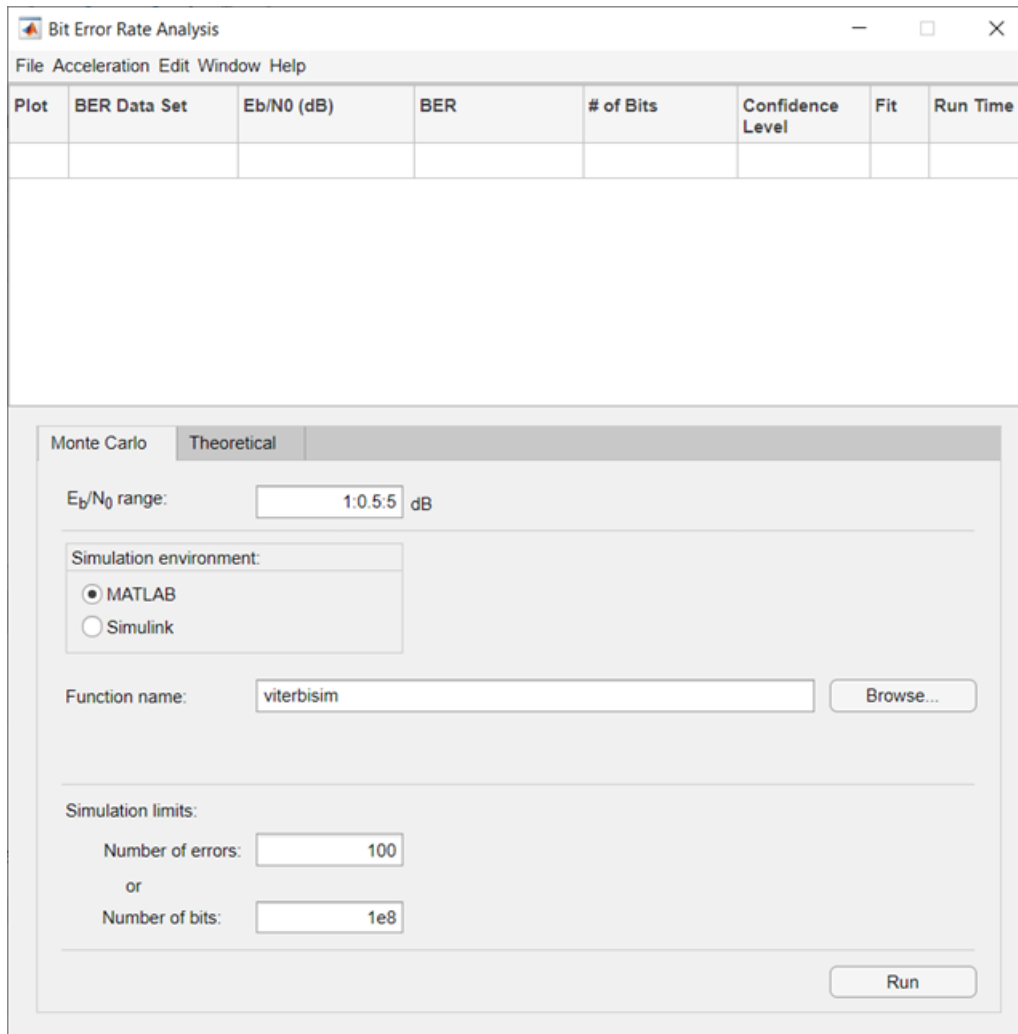 Bit Error Rate Analysis
File Acceleration Edit Window Help
Plot BER Data Set Eb/N0 (dB) BER # of Bits Confidence Level Fit Run Time
Monte Carlo Theoretical
Eb/N0 range: 1:0.5:5 dB
Simulation environment:
MATLAB
Simulink
Function name: viterbisim Browse...
Simulation limits:
Number of errors: 100
or
Number of bits: 1e8
Run